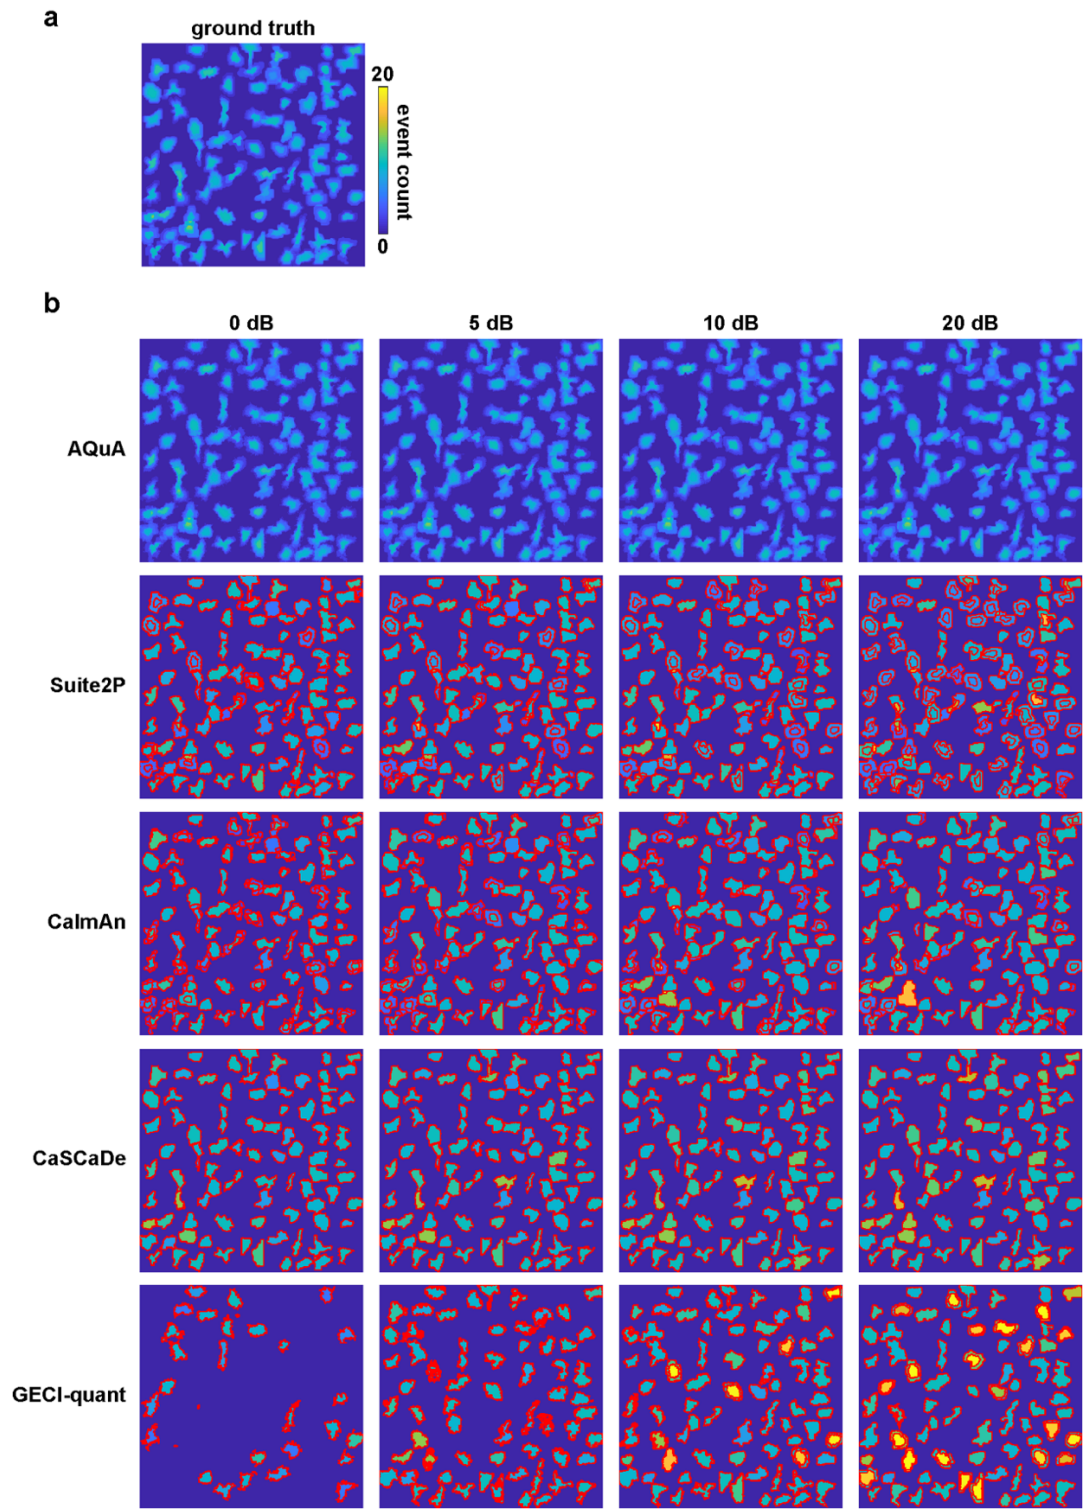 a
ground truth
20
event count
0
b
0 dB
5 dB
10 dB
20 dB
AQuA
Suite2P
CaImAn
CaSCaDe
GECI-quant